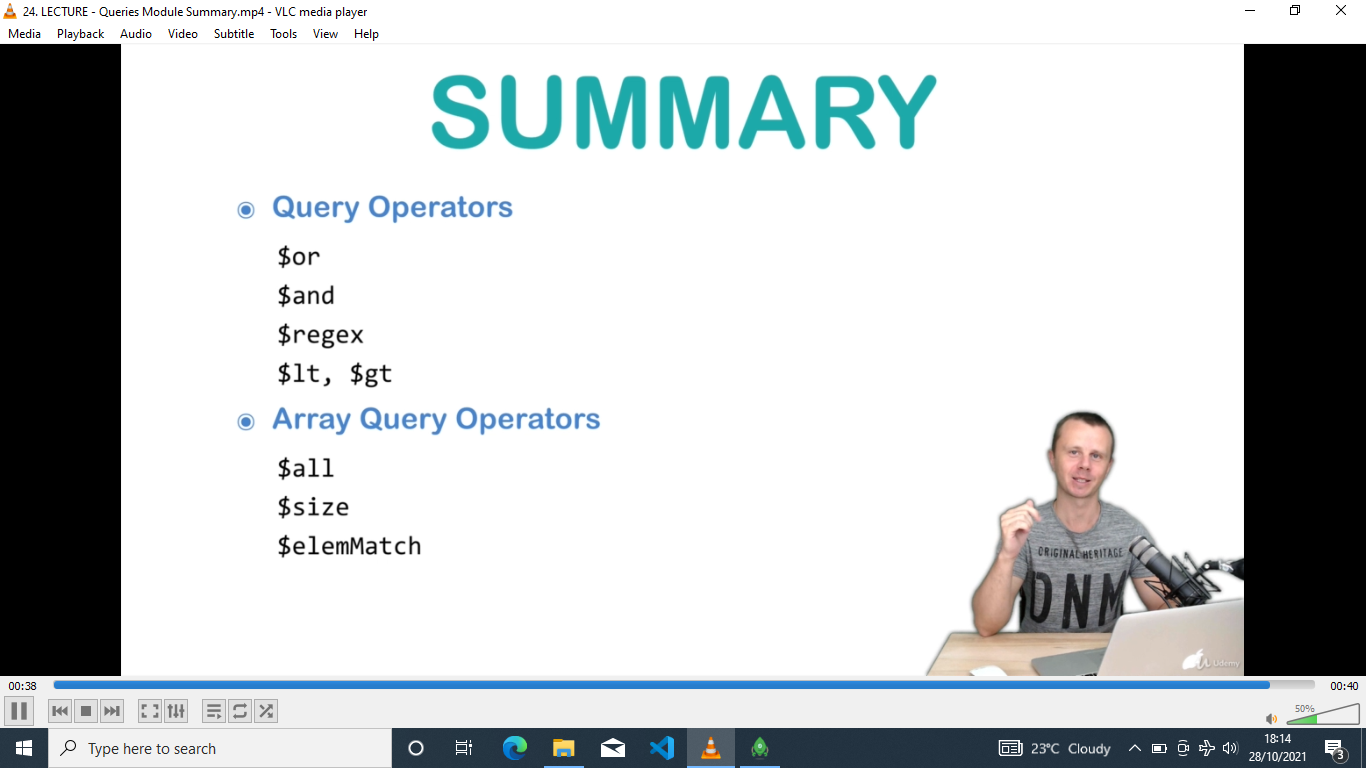 24. LECTURE - Queries Module Summary.mp4 - VLC media player
Media Playback Audio Video Subtitle Tools View Help
SUMMARY
Query Operators
$or
$and
$regex
$lt, $gt
Array Query Operators
$all
$size
$elemMatch
ORIGINAL HERITAGE
DNM
Udemy
00:38
00:40
50%
Type here to search
23°C Cloudy
18:14
28/10/2021
3